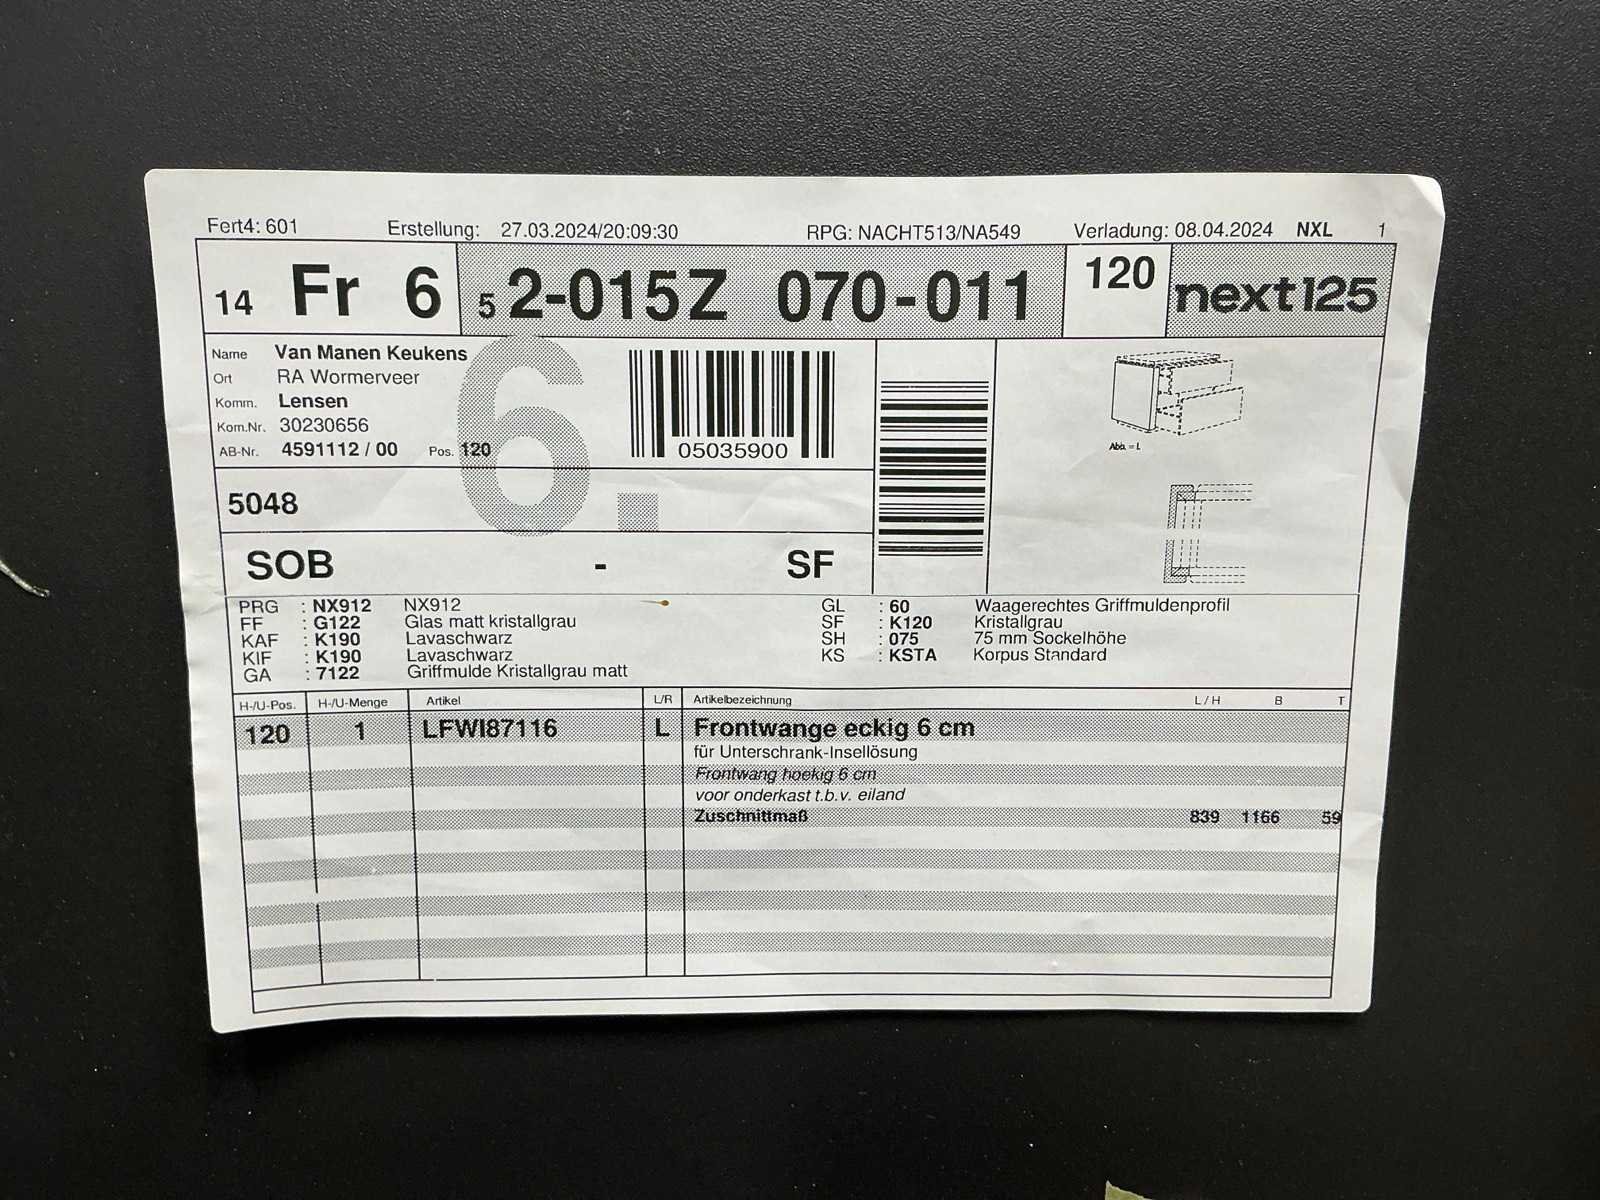 Fert4: 601 Erstellung: 27.03.2024/20:09:30 RPG: NACHT513/NA549 Verladung: 08.04.2024 NXL 1
14 Fr 6 5 2-015Z 070-011 120 next125
Name Van Manen Keukens
Ort RA Wormerveer
Komm. Lensen
Kom.Nr. 30230656
AB-Nr. 4591112 / 00 Pos. 120
6.
05035900
Abb. = L
5048
SOB - SF
PRG : NX912 NX912 GL : 60 Waagerechtes Griffmuldenprofil
FF : G122 Glas matt kristallgrau SF : K120 Kristallgrau
KAF : K190 Lavaschwarz SH : 075 75 mm Sockelhöhe
KIF : K190 Lavaschwarz KS : KSTA Korpus Standard
GA : 7122 Griffmulde Kristallgrau matt
H-/U-Pos. H-/U-Menge Artikel L/R Artikelbezeichnung L / H B T
120 1 LFWI87116 L Frontwange eckig 6 cm
für Unterschrank-Insellösung
Frontwang hoekig 6 cm
voor onderkast t.b.v. eiland
Zuschnittmaß 839 1166 59